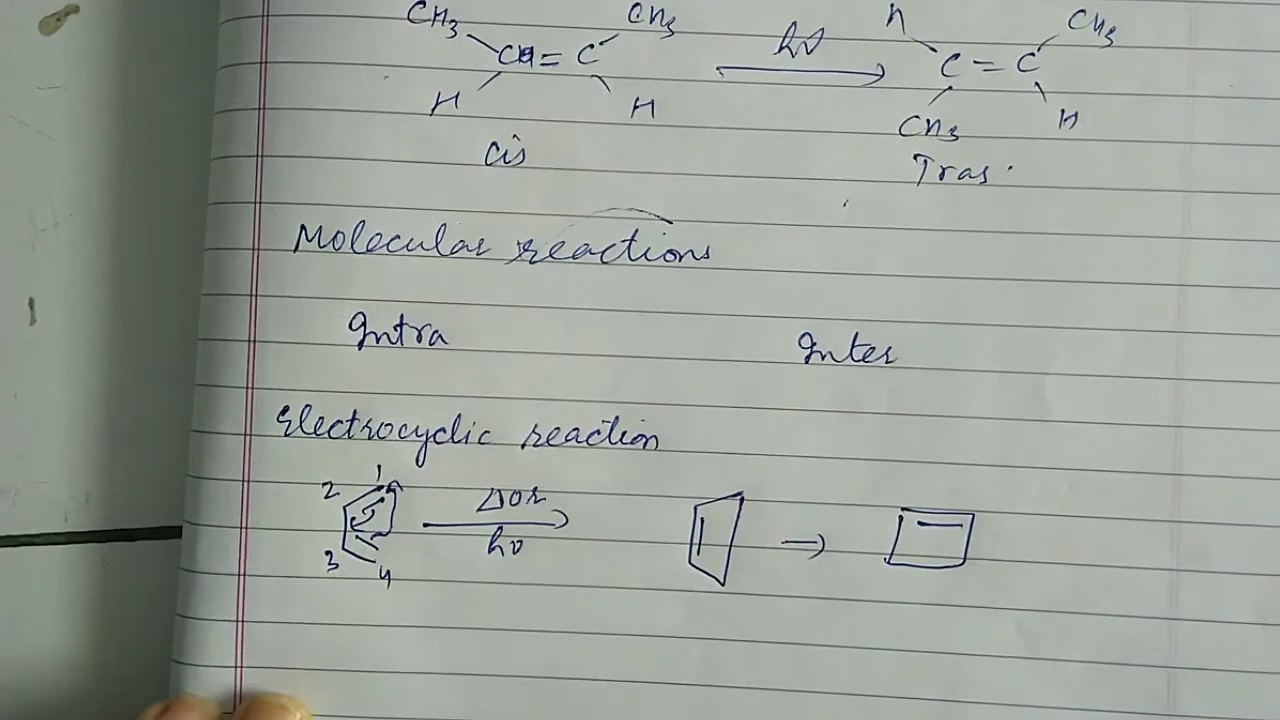 CH3 CH3 hν H CH3
CH = C C = C
H H CH3 H
cis Tras.
Molecular reactions
Intra Inter
Electrocyclic reaction
1
2 Δ or
hν
3 4
→